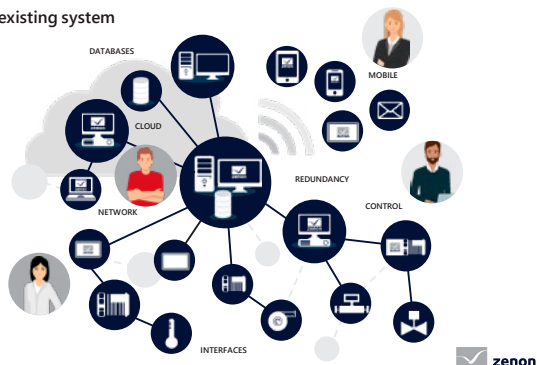 existing system
DATABASES
MOBILE
CLOUD
REDUNDANCY
CONTROL
NETWORK
INTERFACES
zenon